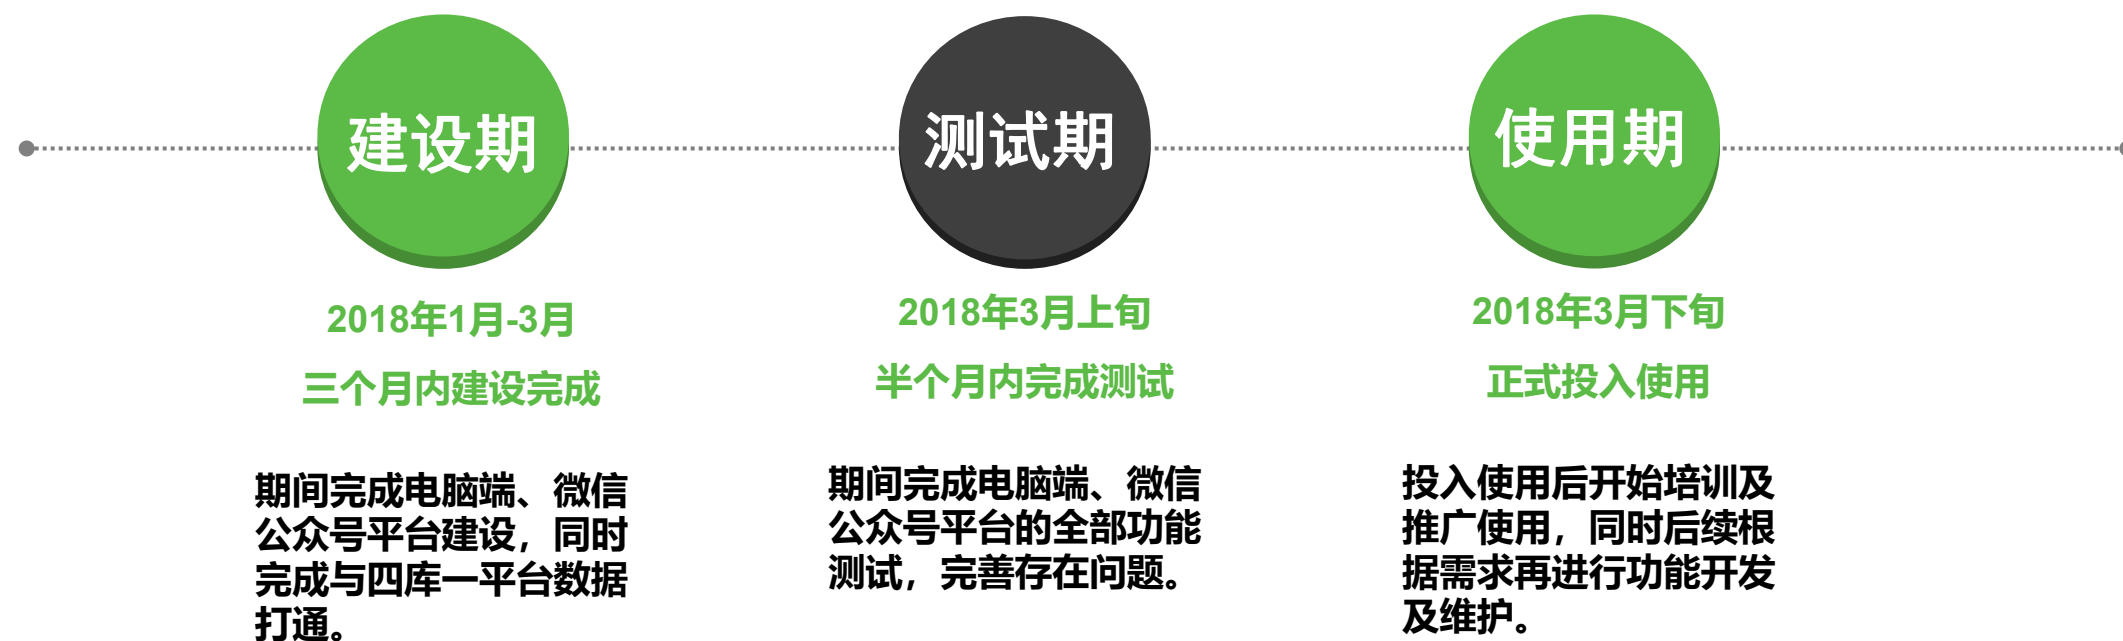 建设期
2018年1月-3月
三个月内建设完成
期间完成电脑端、微信
公众号平台建设，同时
完成与四库一平台数据
打通。
测试期
2018年3月上旬
半个月内完成测试
期间完成电脑端、微信
公众号平台的全部功能
测试，完善存在问题。
使用期
2018年3月下旬
正式投入使用
投入使用后开始培训及
推广使用，同时后续根
据需求再进行功能开发
及维护。